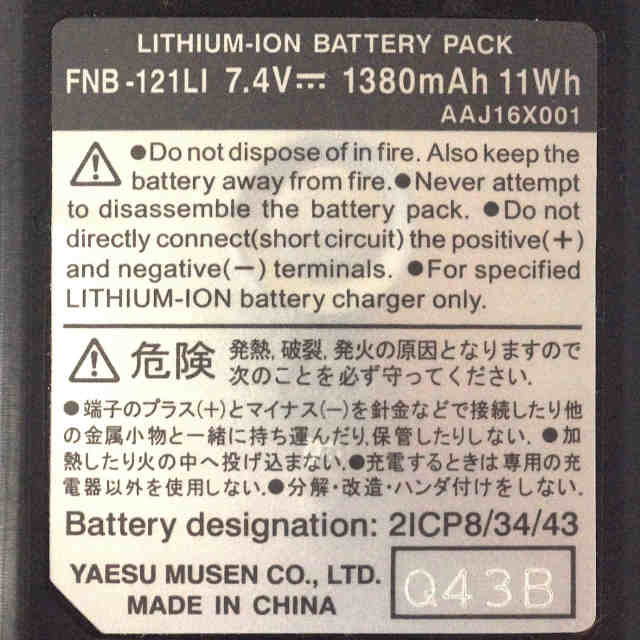 LITHIUM-ION BATTERY PACK
FNB-121LI 7.4V⎓ 1380mAh 11Wh
AAJ16X001
●Do not dispose of in fire. Also keep the
battery away from fire.●Never attempt
to disassemble the battery pack. ●Do not
directly connect(short circuit) the positive(+)
and negative(−) terminals. ●For specified
LITHIUM-ION battery charger only.
危険 発熱, 破裂, 発火の原因となりますので
次のことを必ず守ってください.
●端子のプラス(+)とマイナス(−)を針金などで接続したり他
の金属小物と一緒に持ち運んだり, 保管したりしない. ●加
熱したり火の中へ投げ込まない.●充電するときは専用の充
電器以外を使用しない.●分解・改造・ハンダ付けをしない.
Battery designation: 2ICP8/34/43
YAESU MUSEN CO., LTD.
MADE IN CHINA
Q43B